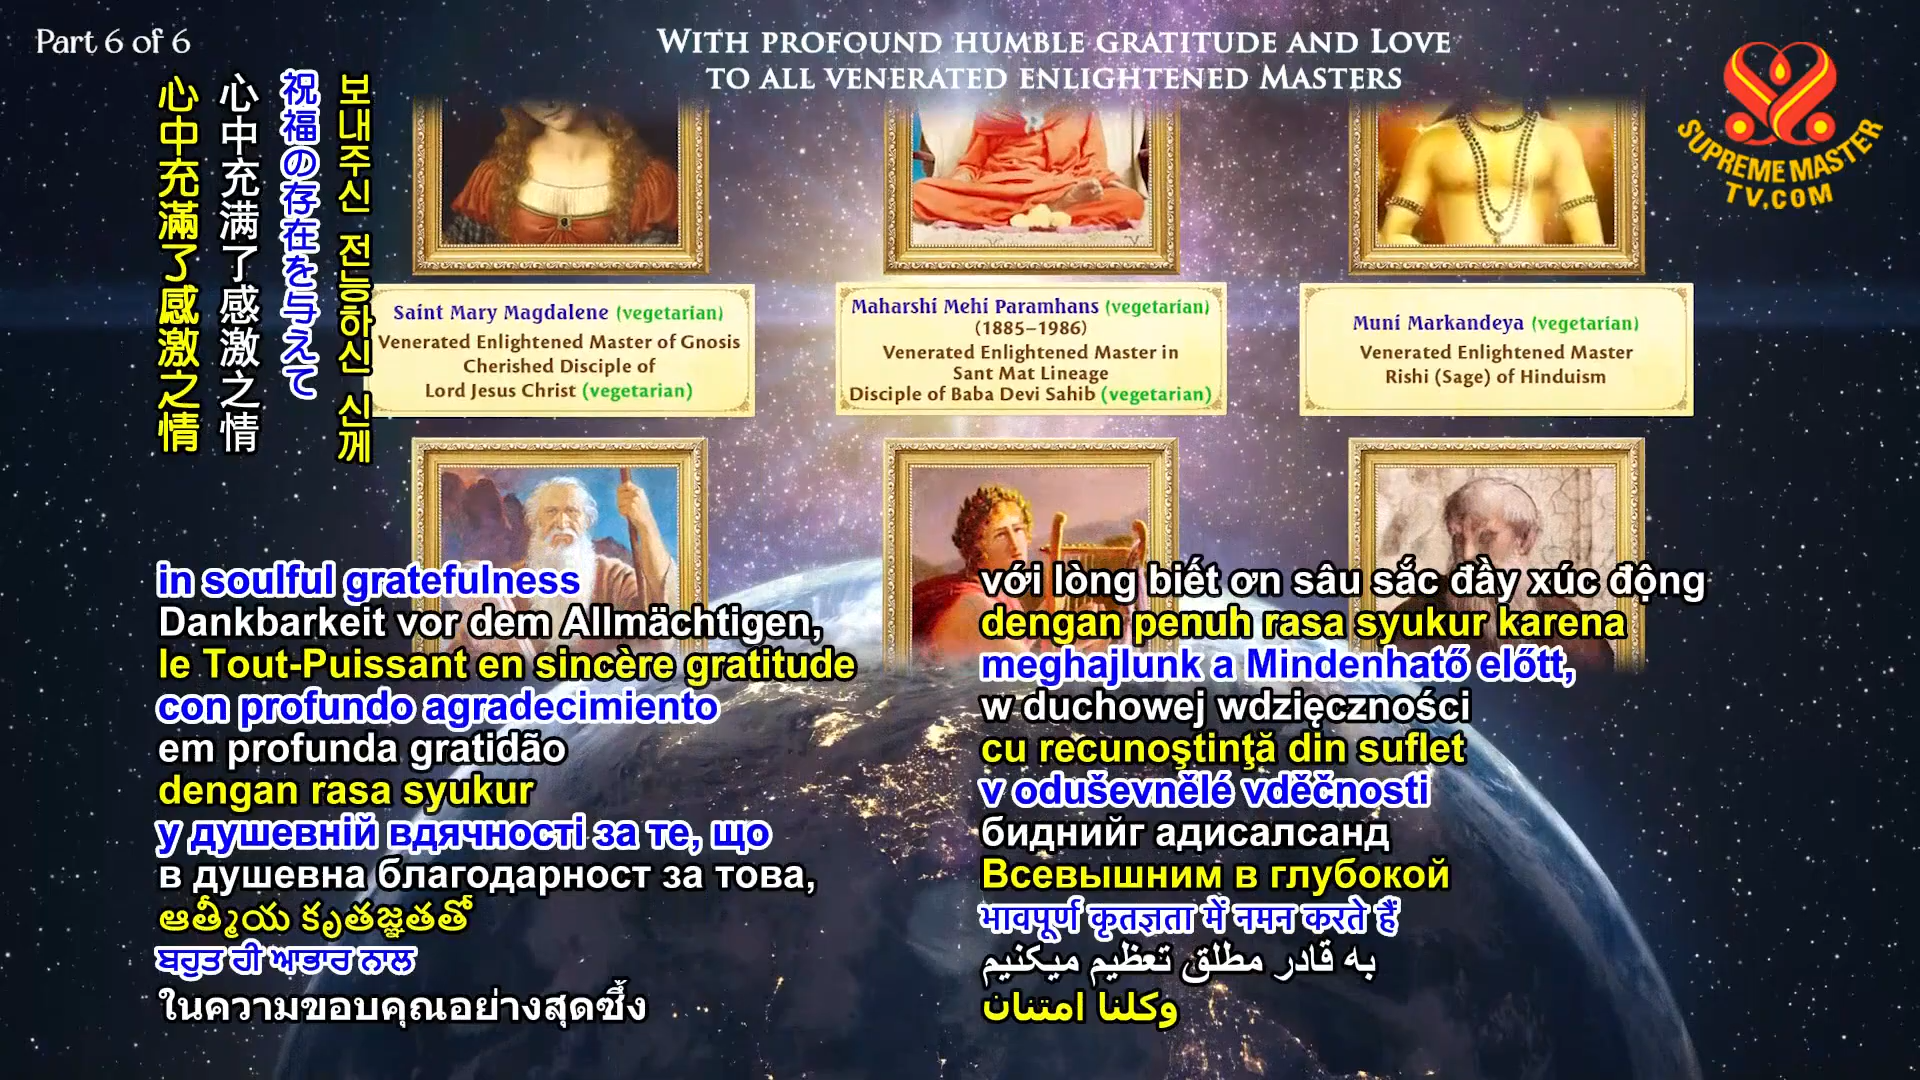 Part 6 of 6
WITH PROFOUND HUMBLE GRATITUDE AND LOVE
TO ALL VENERATED ENLIGHTENED MASTERS
SUPREME MASTER
TV.COM
心中充滿了感激之情
心中充满了感激之情
祝福の存在を与えて
보내주신 전능하신 신께
Saint Mary Magdalene (vegetarian)
Venerated Enlightened Master of Gnosis
Cherished Disciple of
Lord Jesus Christ (vegetarian)
Maharshi Mehi Paramhans (vegetarian)
(1885–1986)
Venerated Enlightened Master in
Sant Mat Lineage
Disciple of Baba Devi Sahib (vegetarian)
Muni Markandeya (vegetarian)
Venerated Enlightened Master
Rishi (Sage) of Hinduism
in soulful gratefulness
Dankbarkeit vor dem Allmächtigen,
le Tout-Puissant en sincère gratitude
con profundo agradecimiento
em profunda gratidão
dengan rasa syukur
у душевній вдячності за те, що
в душевна благодарност за това,
ఆత్మీయ కృతజ్ఞతతో
ਬਹੁਤ ਹੀ ਆਭਾਰ ਨਾਲ
ในความขอบคุณอย่างสุดซึ้ง
với lòng biết ơn sâu sắc đầy xúc động
dengan penuh rasa syukur karena
meghajlunk a Mindenható előtt,
w duchowej wdzięczności
cu recunoştinţă din suflet
v oduševnělé vděčnosti
биднийг адисалсанд
Всевышним в глубокой
भावपूर्ण कृतज्ञता में नमन करते हैं
به قادر مطلق تعظیم میکنیم
وكلنا امتنان